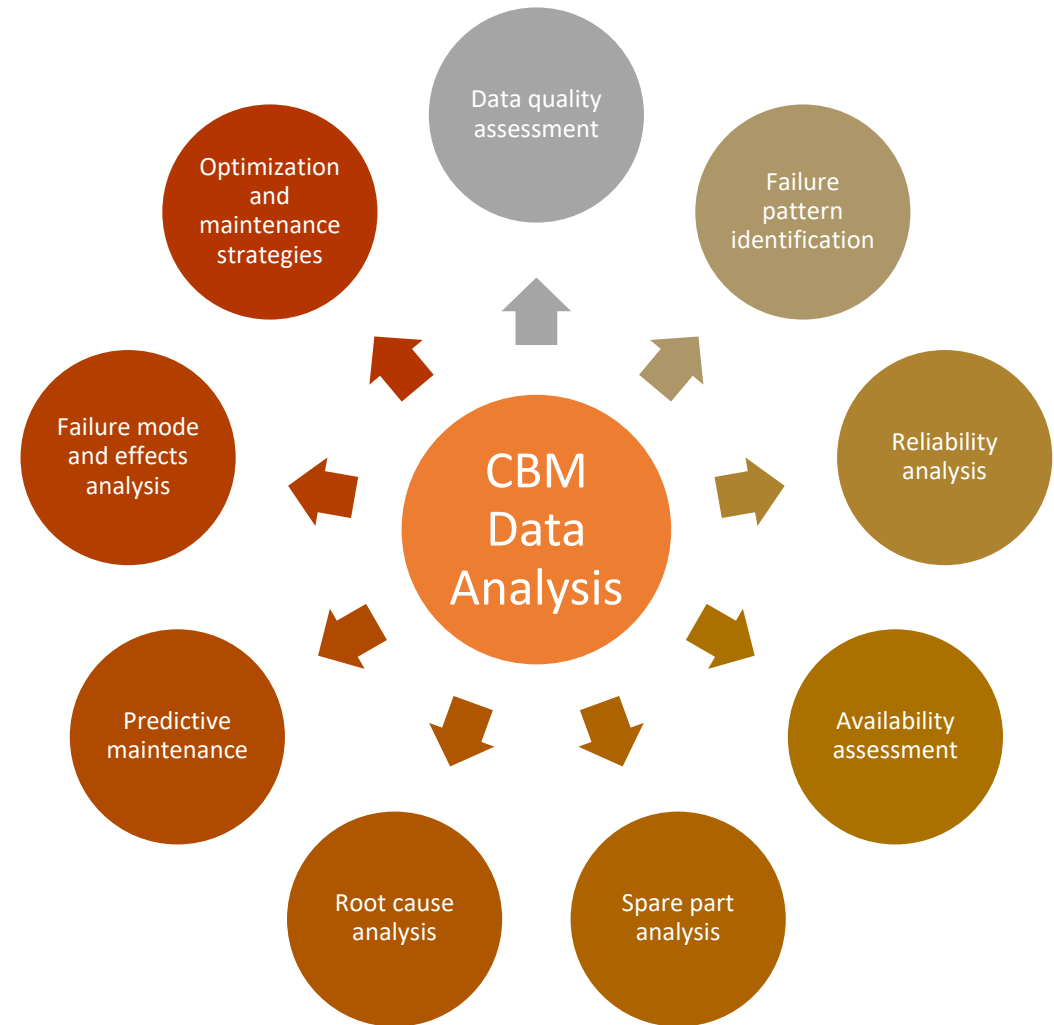 Data quality
assessment
Failure
pattern
identification
Reliability
analysis
Availability
assessment
Spare part
analysis
Root cause
analysis
Predictive
maintenance
Failure mode
and effects
analysis
Optimization
and
maintenance
strategies
CBM
Data
Analysis